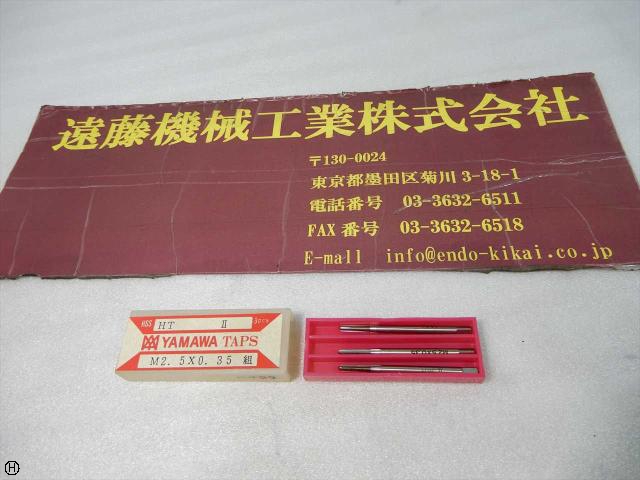 遠藤機械工業株式会社
〒130-0024
東京都墨田区菊川 3-18-1
電話番号 03-3632-6511
FAX 番号 03-3632-6518
E-mail info@endo-kikai.co.jp
HSS HT II 3pcs
YAMAWA TAPS
M2.5X0.35 組
H